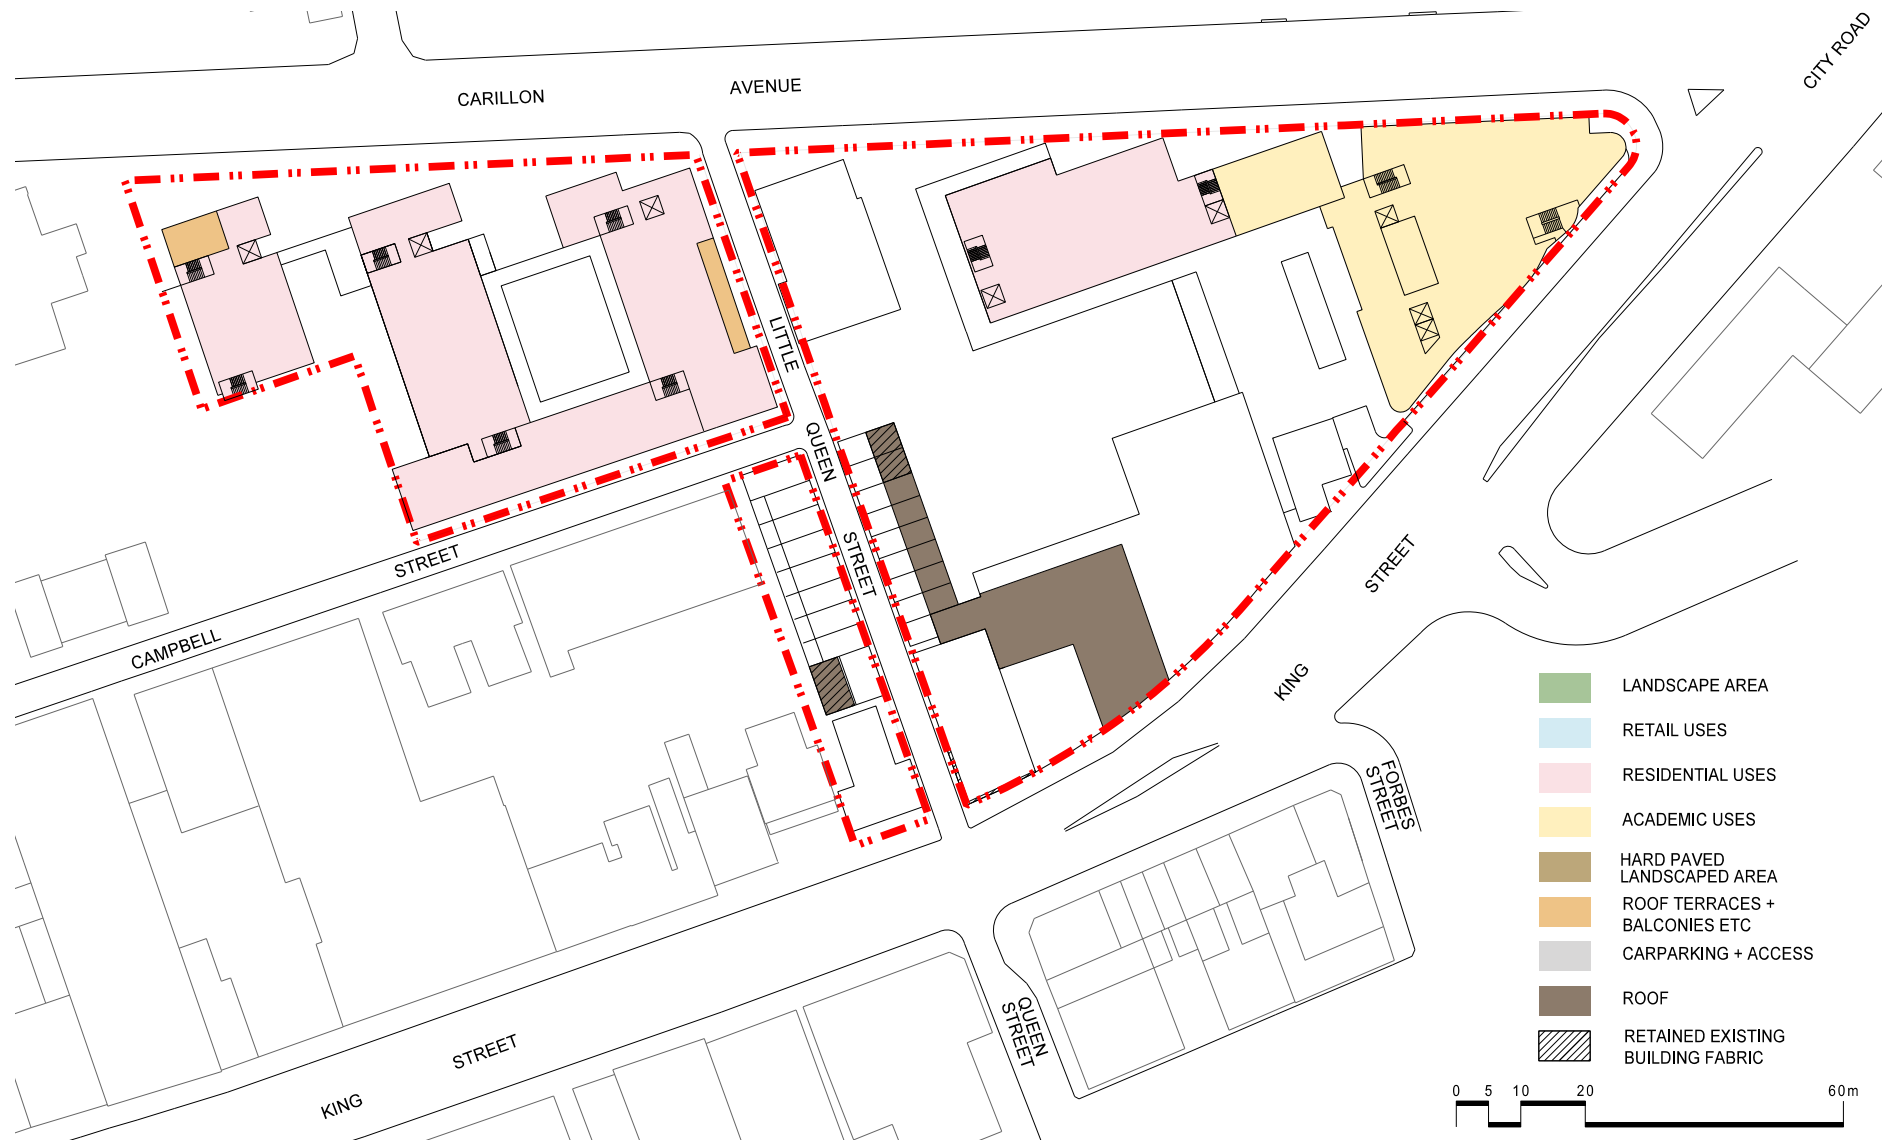 CITY ROAD
CARILLON
AVENUE
LITTLE
QUEEN
STREET
CAMPBELL
STREET
KING
STREET
KING
STREET
FORBES
STREET
QUEEN
STREET
LANDSCAPE AREA
RETAIL USES
RESIDENTIAL USES
ACADEMIC USES
HARD PAVED
LANDSCAPED AREA
ROOF TERRACES +
BALCONIES ETC
CARPARKING + ACCESS
ROOF
RETAINED EXISTING
BUILDING FABRIC
0 5 10 20 60m